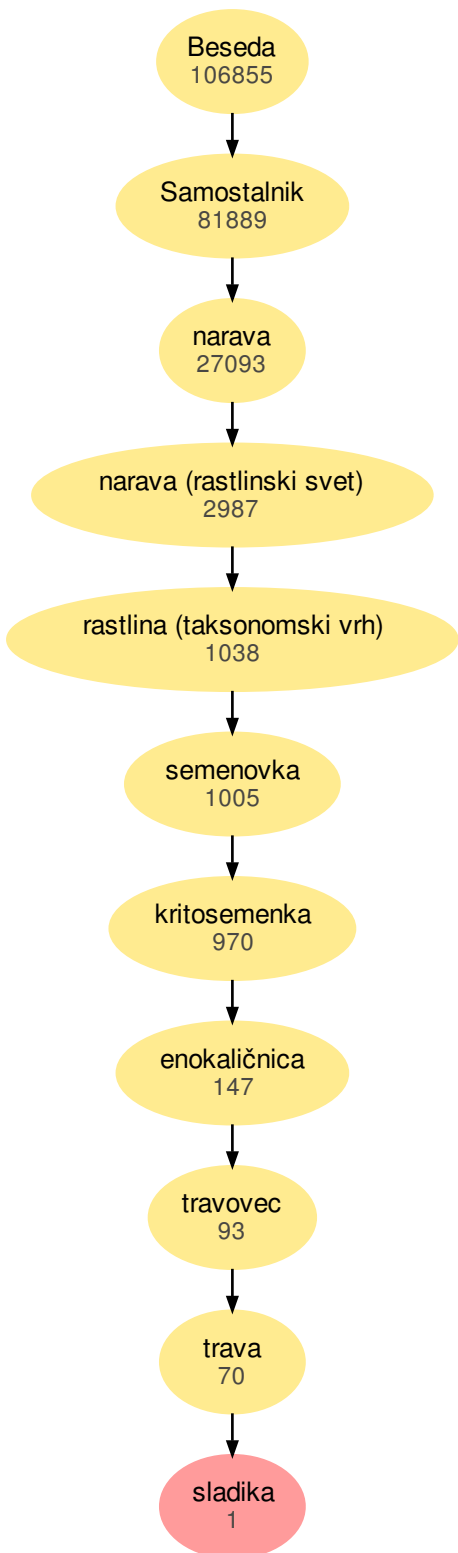 Beseda
106855
Samostalnik
81889
narava
27093
narava (rastlinski svet)
2987
rastlina (taksonomski vrh)
1038
semenovka
1005
kritosemenka
970
enokaličnica
147
travovec
93
trava
70
sladika
1